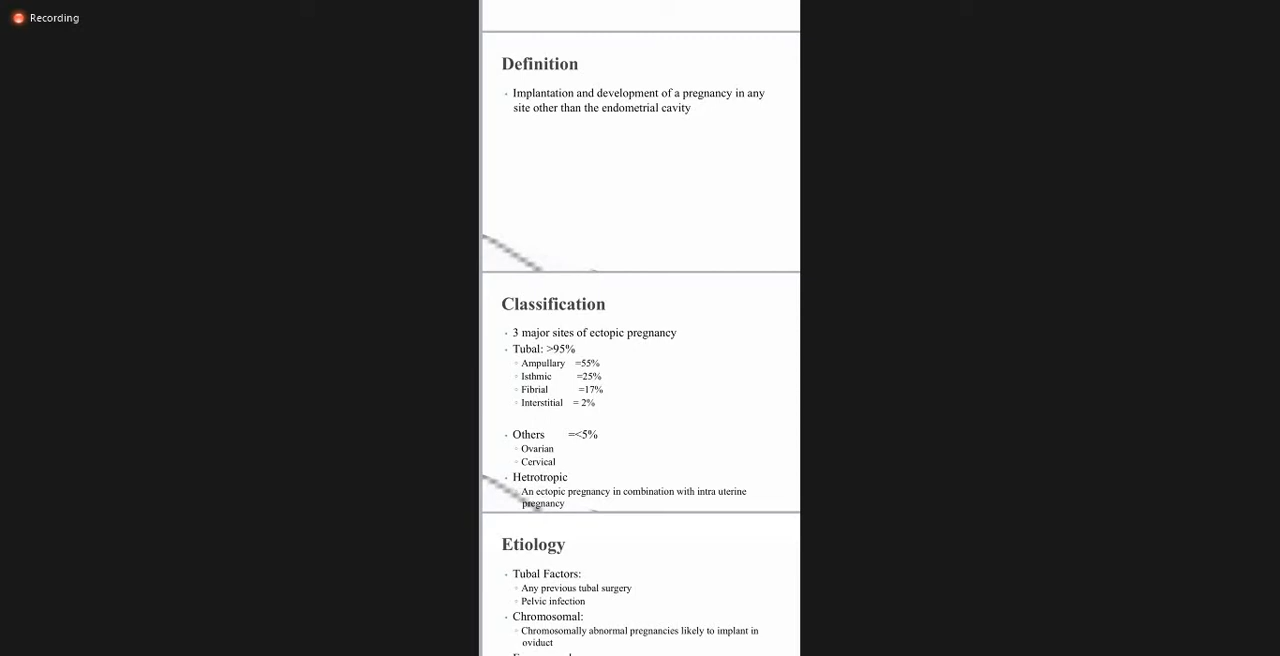 Recording
Definition
Implantation and development of a pregnancy in any
site other than the endometrial cavity
Classification
3 major sites of ectopic pregnancy
Tubal: >95%
Ampullary =55%
Isthmic =25%
Fibrial =17%
Interstitial = 2%
Others =<5%
Ovarian
Cervical
Hetrotropic
An ectopic pregnancy in combination with intra uterine
pregnancy
Etiology
Tubal Factors:
Any previous tubal surgery
Pelvic infection
Chromosomal:
Chromosomally abnormal pregnancies likely to implant in
oviduct